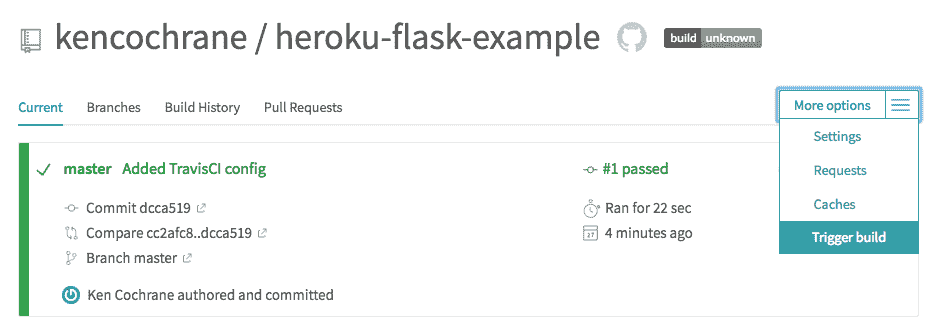 kencochrane / heroku-flask-example build unknown
Current Branches Build History Pull Requests More options
Settings
Requests
Caches
Trigger build
master Added TravisCI config #1 passed
Commit dcca519 Ran for 22 sec
Compare cc2afc8..dcca519 27 4 minutes ago
Branch master
Ken Cochrane authored and committed